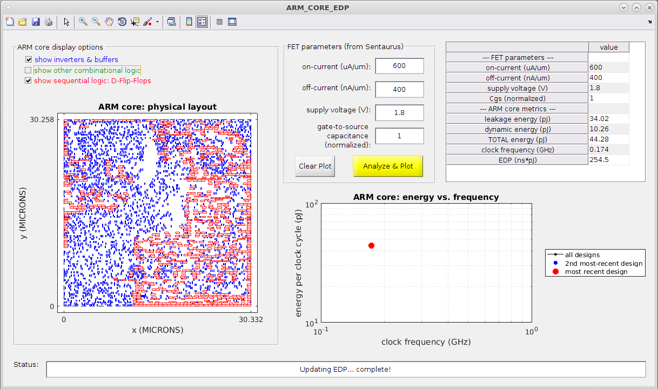 ARM_CORE_EDP
ARM core display options
show inverters & buffers
show other combinational logic
show sequential logic: D-Flip-Flops
ARM core: physical layout
30.258
y (MICRONS)
0
0
30.332
x (MICRONS)
FET parameters (from Sentaurus)
on-current (uA/um):
600
off-current (nA/um):
400
supply voltage (V):
1.8
gate-to-source
capacitance
(normalized):
1
Clear Plot
Analyze & Plot
value
--- FET parameters ---
on-current (uA/um) 600
off-current (nA/um) 400
supply voltage (V) 1.8
Cgs (normalized) 1
--- ARM core metrics ---
leakage energy (pJ) 34.02
dynamic energy (pJ) 10.26
TOTAL energy (pJ) 44.28
clock frequency (GHz) 0.174
EDP (ns*pJ) 254.5
ARM core: energy vs. frequency
energy per clock cycle (pJ)
10²
10¹
10⁻¹
10⁰
clock frequency (GHz)
all designs
2nd most-recent design
most recent design
Status:
Updating EDP... complete!